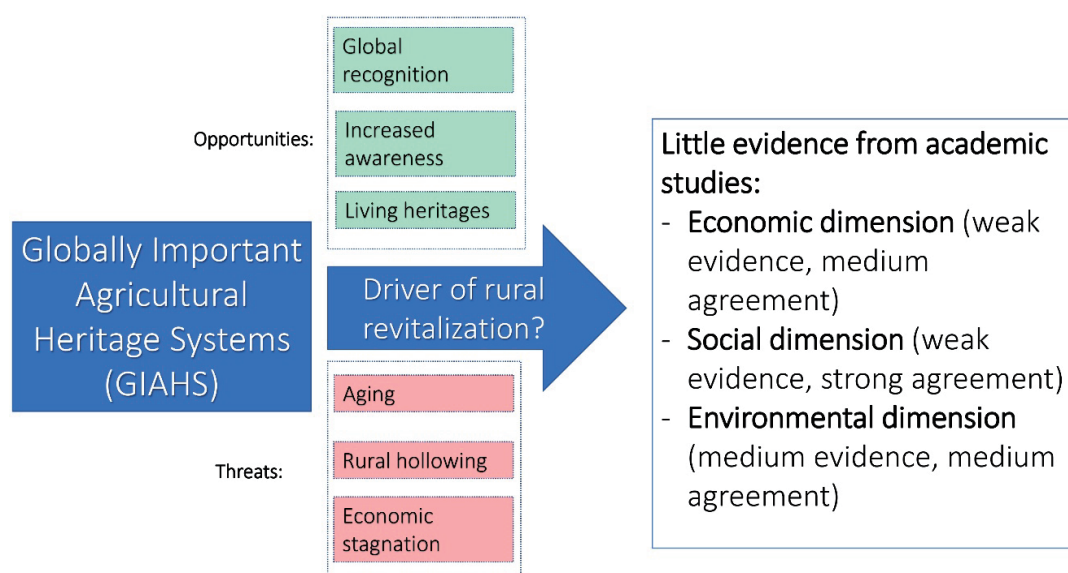 Globally Important
Agricultural
Heritage Systems
(GIAHS)
Opportunities:
Global
recognition
Increased
awareness
Living heritages
Driver of rural
revitalization?
Threats:
Aging
Rural hollowing
Economic
stagnation
Little evidence from academic
studies:
- Economic dimension (weak
evidence, medium
agreement)
- Social dimension (weak
evidence, strong agreement)
- Environmental dimension
(medium evidence, medium
agreement)